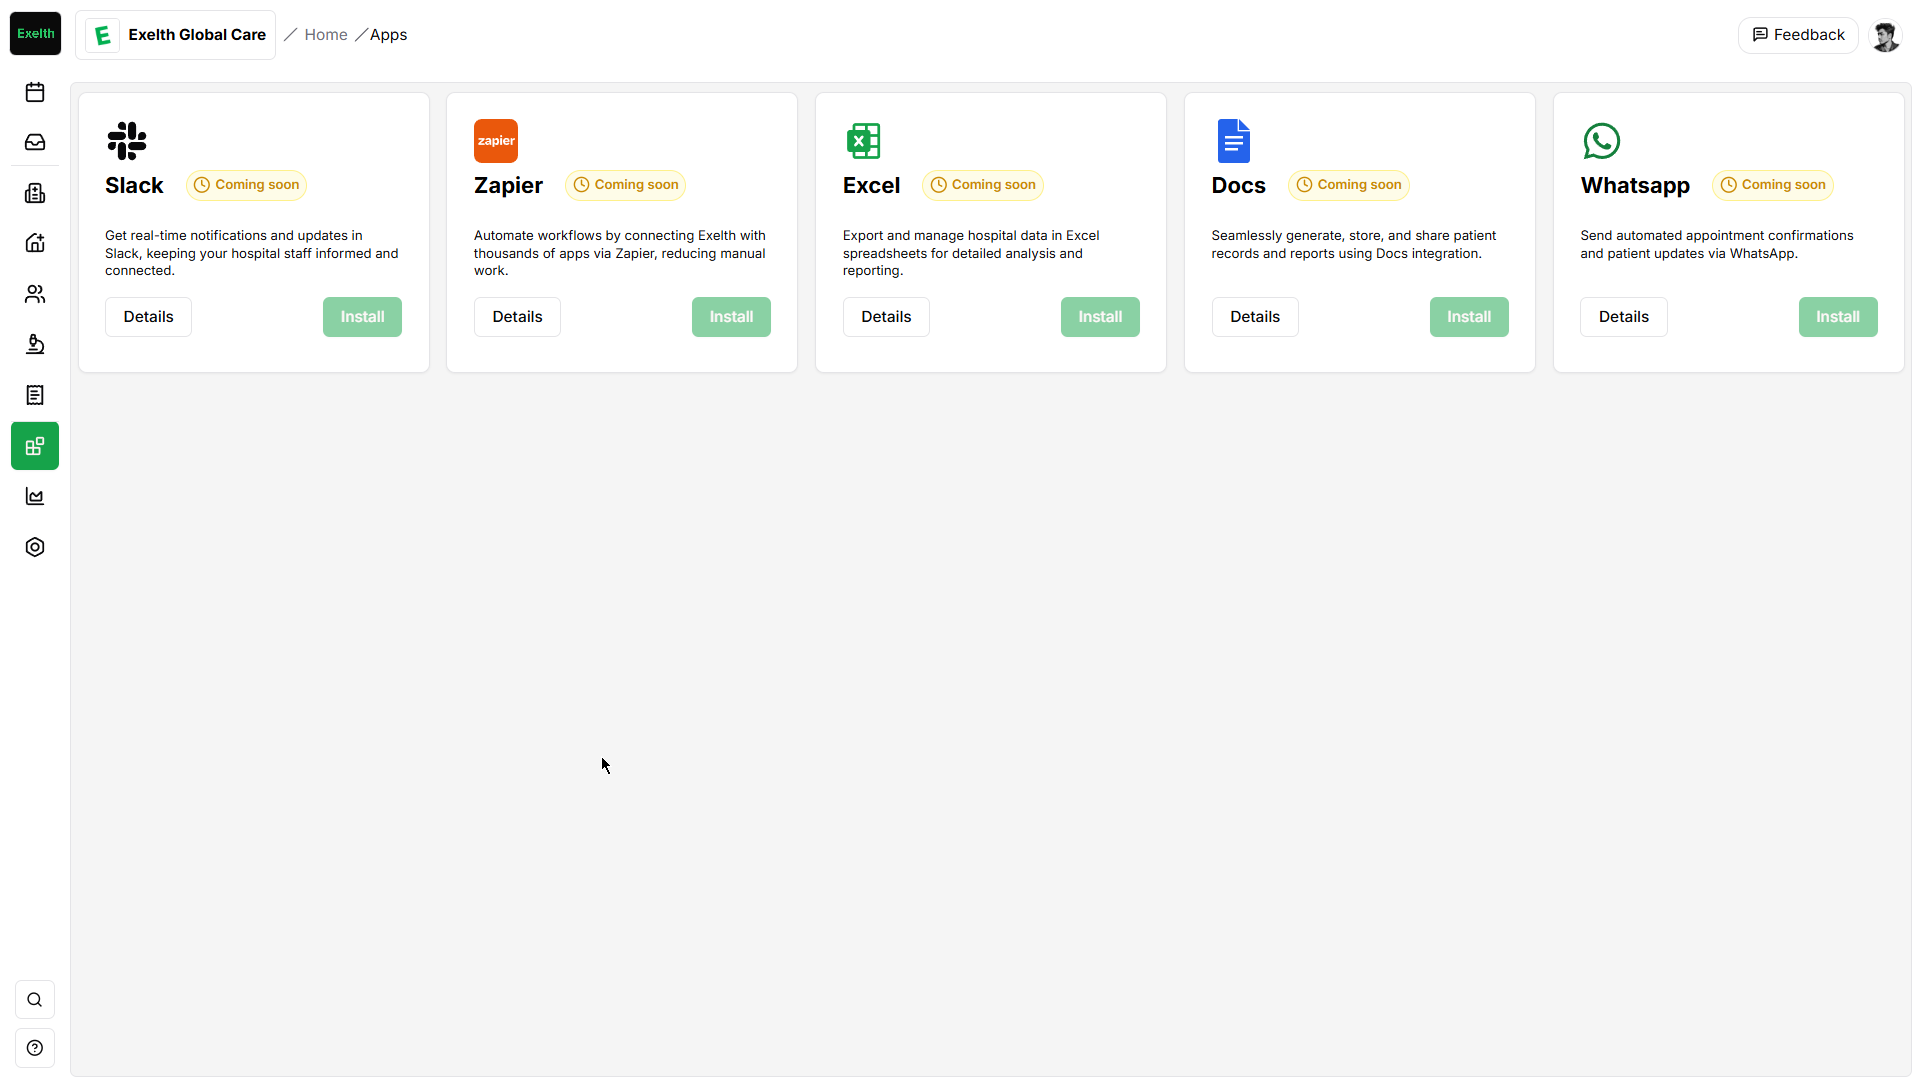 Exelth
E
Exelth Global Care
Home
Apps
Feedback
Slack
Coming soon
Get real-time notifications and updates in
Slack, keeping your hospital staff informed and
connected.
Details
Install
zapier
Zapier
Coming soon
Automate workflows by connecting Exelth with
thousands of apps via Zapier, reducing manual
work.
Details
Install
X
Excel
Coming soon
Export and manage hospital data in Excel
spreadsheets for detailed analysis and
reporting.
Details
Install
Docs
Coming soon
Seamlessly generate, store, and share patient
records and reports using Docs integration.
Details
Install
Whatsapp
Coming soon
Send automated appointment confirmations
and patient updates via WhatsApp.
Details
Install